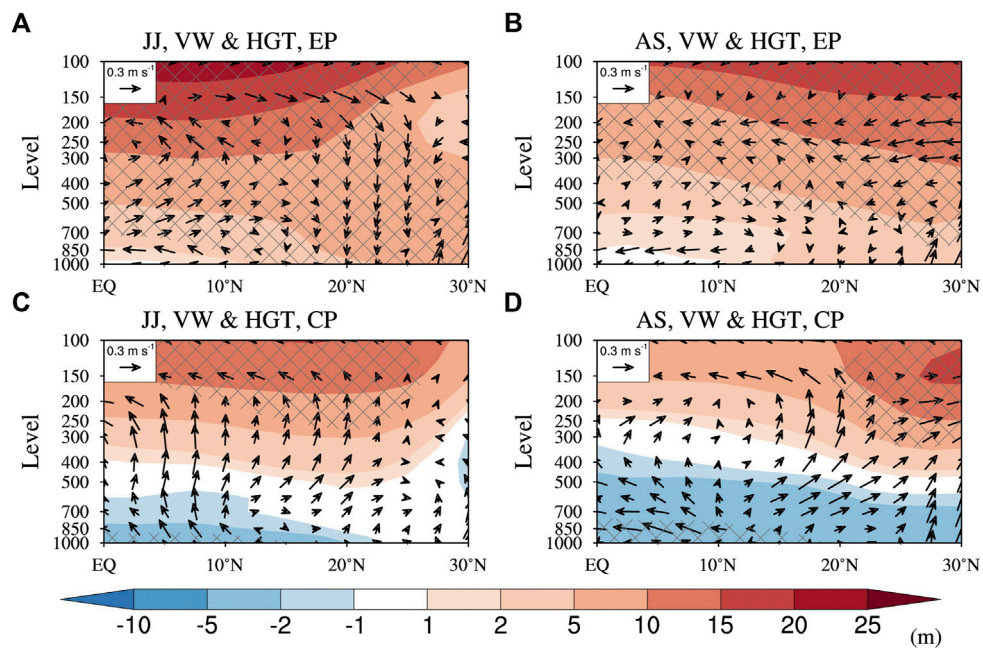 A
B
JJ, VW & HGT, EP
AS, VW & HGT, EP
Level
100
150
200
250
300
400
500
700
850
1000
0.3 m s-1
EQ
10°N
20°N
30°N
Level
100
150
200
250
300
400
500
700
850
1000
0.3 m s-1
EQ
10°N
20°N
30°N
C
D
JJ, VW & HGT, CP
AS, VW & HGT, CP
Level
100
150
200
250
300
400
500
700
850
1000
0.3 m s-1
EQ
10°N
20°N
30°N
Level
100
150
200
250
300
400
500
700
850
1000
0.3 m s-1
EQ
10°N
20°N
30°N
-10 -5 -2 -1 1 2 5 10 15 20 25
(m)